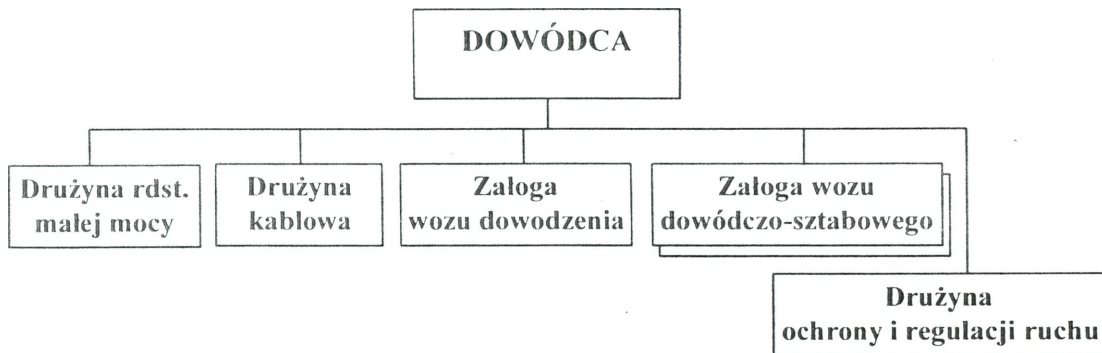 DOWÓDCA
Drużyna rdst.
małej mocy
Drużyna
kablowa
Załoga
wozu dowodzenia
Załoga wozu
dowódczo-sztabowego
Drużyna
ochrony i regulacji ruchu